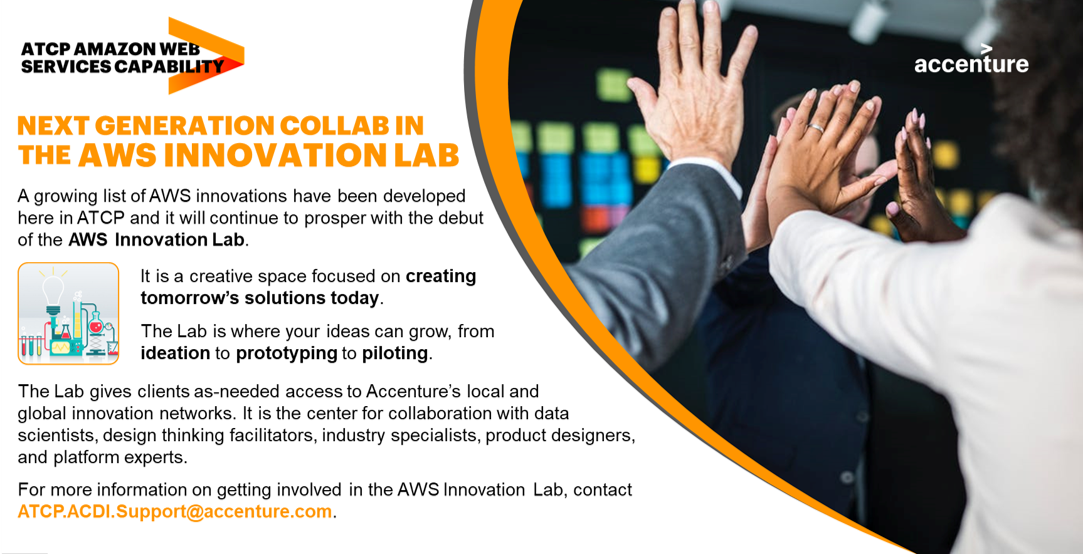 ATCP AMAZON WEB
SERVICES CAPABILITY
accenture
NEXT GENERATION COLLAB IN
THE AWS INNOVATION LAB
A growing list of AWS innovations have been developed
here in ATCP and it will continue to prosper with the debut
of the AWS Innovation Lab.
It is a creative space focused on creating
tomorrow's solutions today.
The Lab is where your ideas can grow, from
ideation to prototyping to piloting.
The Lab gives clients as-needed access to Accenture's local and
global innovation networks. It is the center for collaboration with data
scientists, design thinking facilitators, industry specialists, product designers,
and platform experts.
For more information on getting involved in the AWS Innovation Lab, contact
ATCP.ACDI.Support@accenture.com.